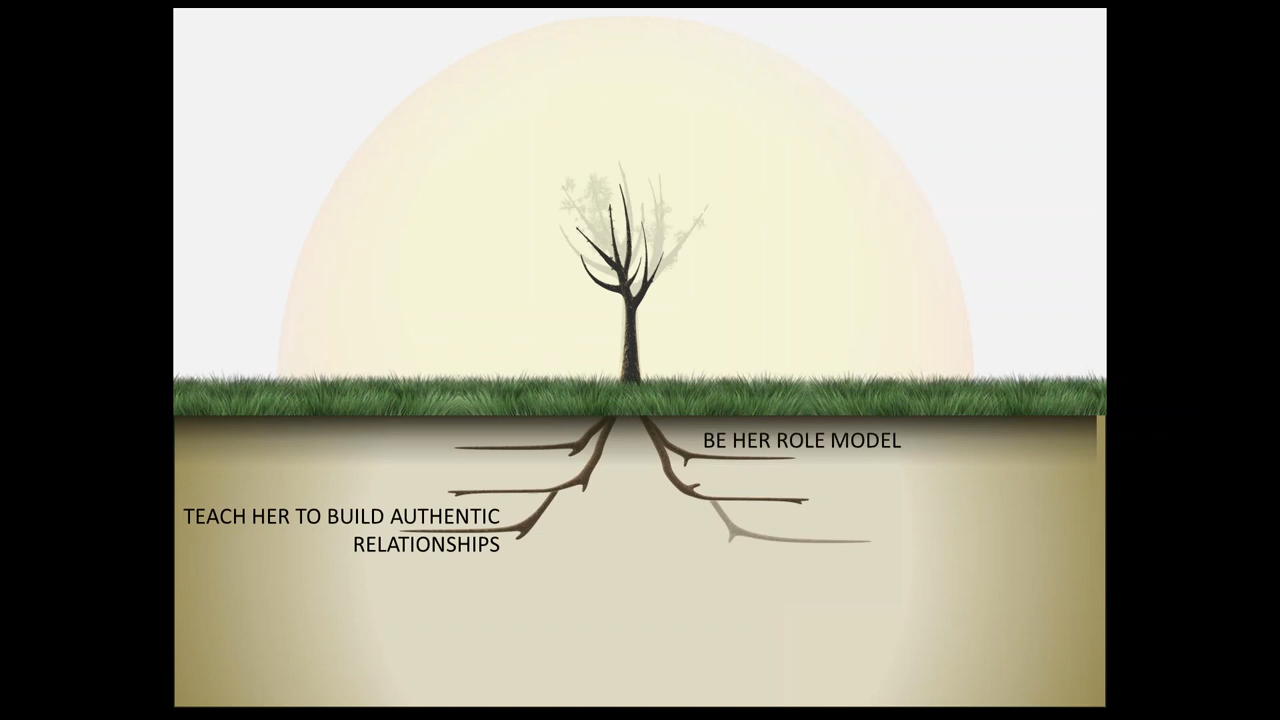 BE HER ROLE MODEL
TEACH HER TO BUILD AUTHENTIC
RELATIONSHIPS